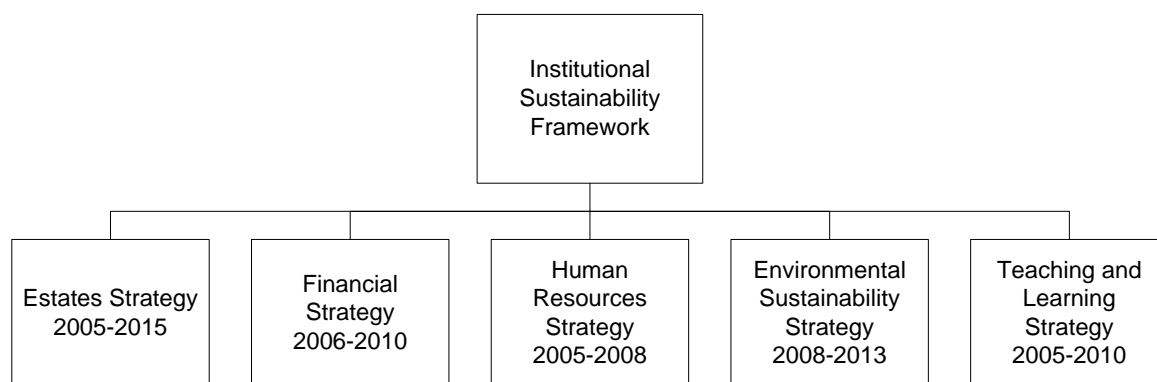 Institutional
Sustainability
Framework
Estates Strategy
2005-2015
Financial
Strategy
2006-2010
Human
Resources
Strategy
2005-2008
Environmental
Sustainability
Strategy
2008-2013
Teaching and
Learning
Strategy
2005-2010